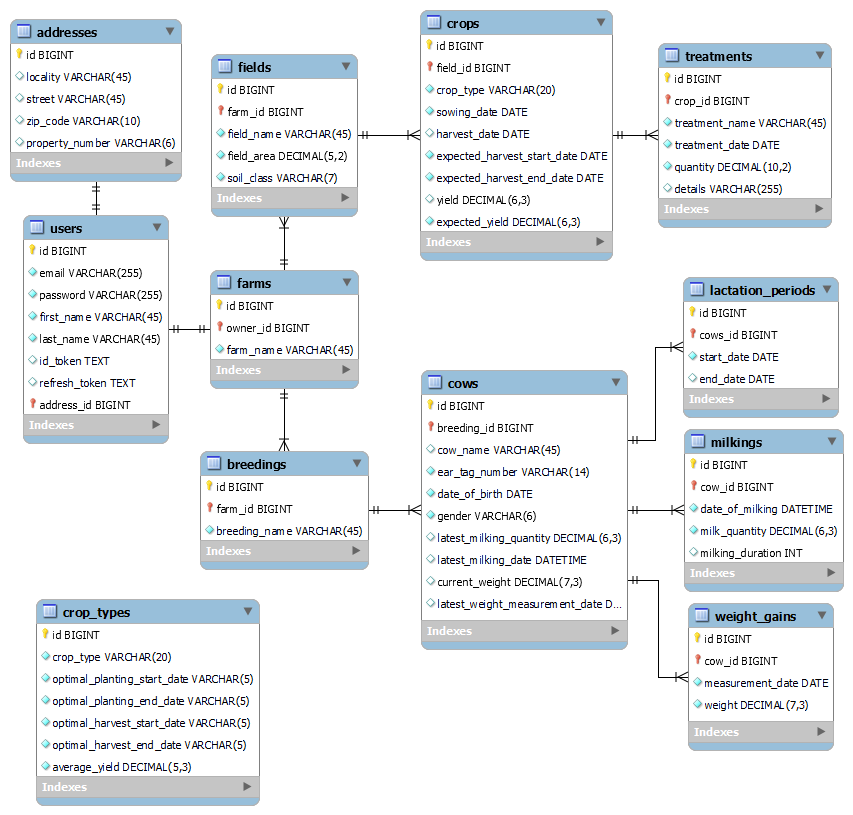 addresses
id BIGINT
locality VARCHAR(45)
street VARCHAR(45)
zip_code VARCHAR(10)
property_number VARCHAR(6)
Indexes
users
id BIGINT
email VARCHAR(255)
password VARCHAR(255)
first_name VARCHAR(45)
last_name VARCHAR(45)
id_token TEXT
refresh_token TEXT
address_id BIGINT
Indexes
fields
id BIGINT
farm_id BIGINT
field_name VARCHAR(45)
field_area DECIMAL(5,2)
soil_class VARCHAR(7)
Indexes
farms
id BIGINT
owner_id BIGINT
farm_name VARCHAR(45)
Indexes
breedings
id BIGINT
farm_id BIGINT
breeding_name VARCHAR(45)
Indexes
crops
id BIGINT
field_id BIGINT
crop_type VARCHAR(20)
sowing_date DATE
harvest_date DATE
expected_harvest_start_date DATE
expected_harvest_end_date DATE
yield DECIMAL(6,3)
expected_yield DECIMAL(6,3)
Indexes
treatments
id BIGINT
crop_id BIGINT
treatment_name VARCHAR(45)
treatment_date DATE
quantity DECIMAL(10,2)
details VARCHAR(255)
Indexes
cows
id BIGINT
breeding_id BIGINT
cow_name VARCHAR(45)
ear_tag_number VARCHAR(14)
date_of_birth DATE
gender VARCHAR(6)
latest_milking_quantity DECIMAL(6,3)
latest_milking_date DATETIME
current_weight DECIMAL(7,3)
latest_weight_measurement_date D...
Indexes
lactation_periods
id BIGINT
cows_id BIGINT
start_date DATE
end_date DATE
Indexes
milkings
id BIGINT
cow_id BIGINT
date_of_milking DATETIME
milk_quantity DECIMAL(6,3)
milking_duration INT
Indexes
weight_gains
id BIGINT
cow_id BIGINT
measurement_date DATE
weight DECIMAL(7,3)
Indexes
crop_types
id BIGINT
crop_type VARCHAR(20)
optimal_planting_start_date VARCHAR(5)
optimal_planting_end_date VARCHAR(5)
optimal_harvest_start_date VARCHAR(5)
optimal_harvest_end_date VARCHAR(5)
average_yield DECIMAL(5,3)
Indexes